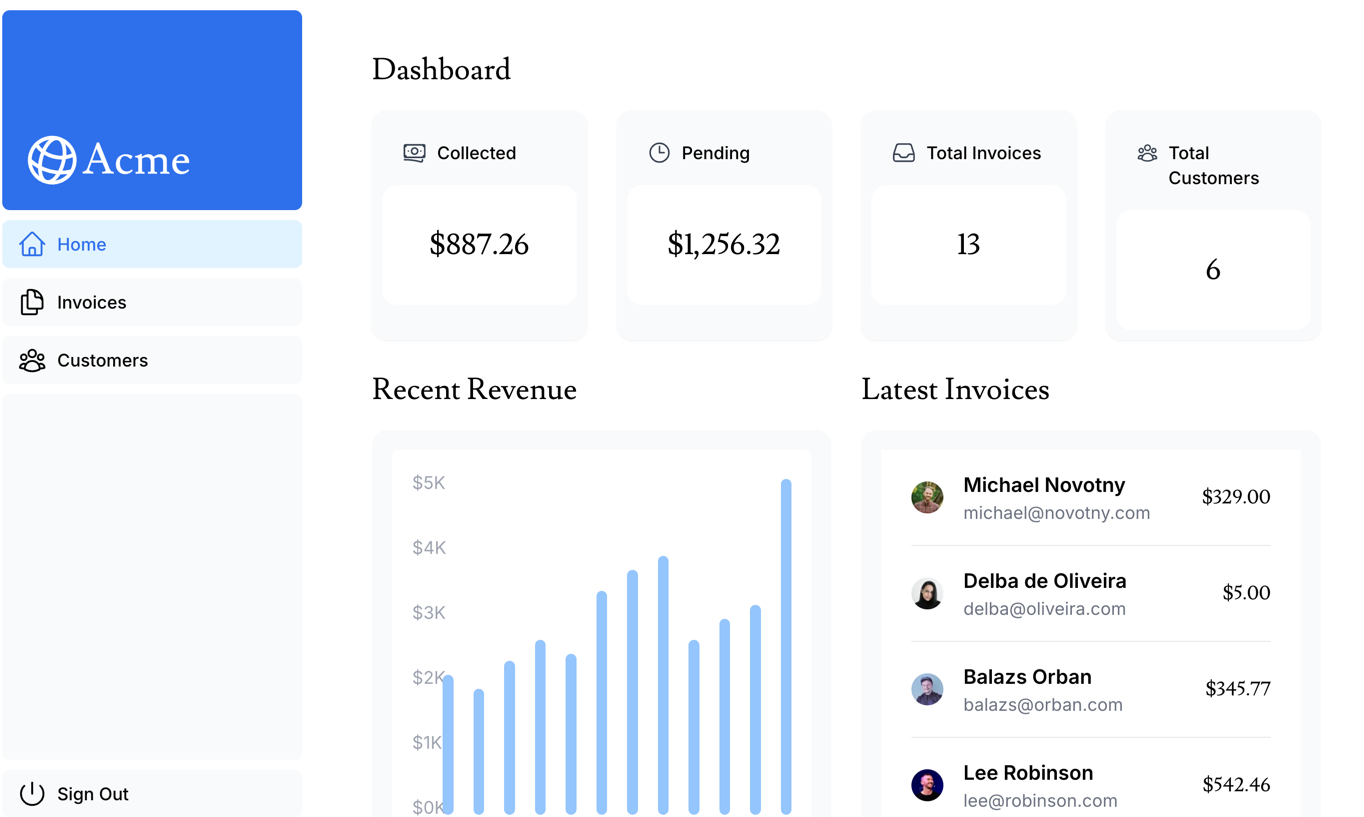 Acme
Home
Invoices
Customers
Sign Out
Dashboard
Collected
$887.26
Pending
$1,256.32
Total Invoices
13
Total
Customers
6
Recent Revenue
$5K
$4K
$3K
$2K
$1K
$0K
Latest Invoices
Michael Novotny
michael@novotny.com
$329.00
Delba de Oliveira
delba@oliveira.com
$5.00
Balazs Orban
balazs@orban.com
$345.77
Lee Robinson
lee@robinson.com
$542.46